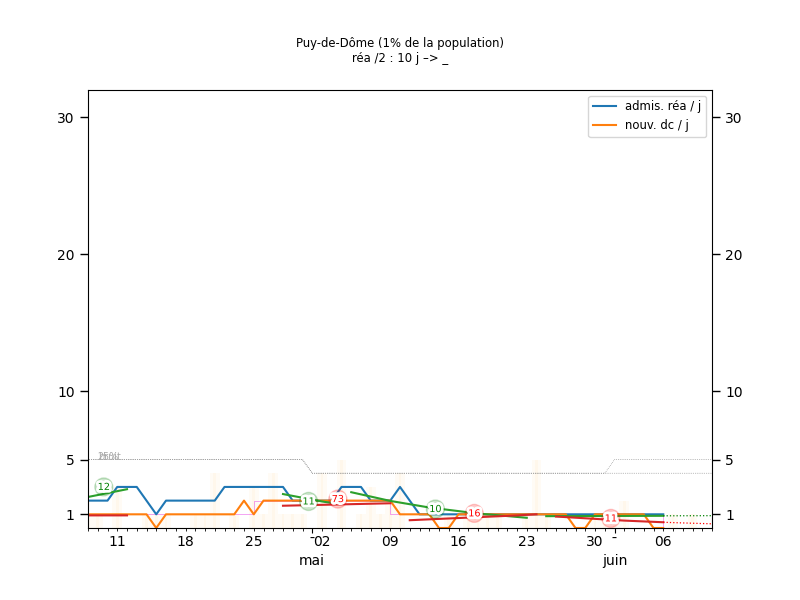 Puy-de-Dôme (1% de la population)
réa /2 : 10 j –> _
admis. réa / j
nouv. dc / j
30 30
20 20
10 10
5 5
1 1
12 11 73 10 16 11
11 18 25 02 09 16 23 30 06
mai juin